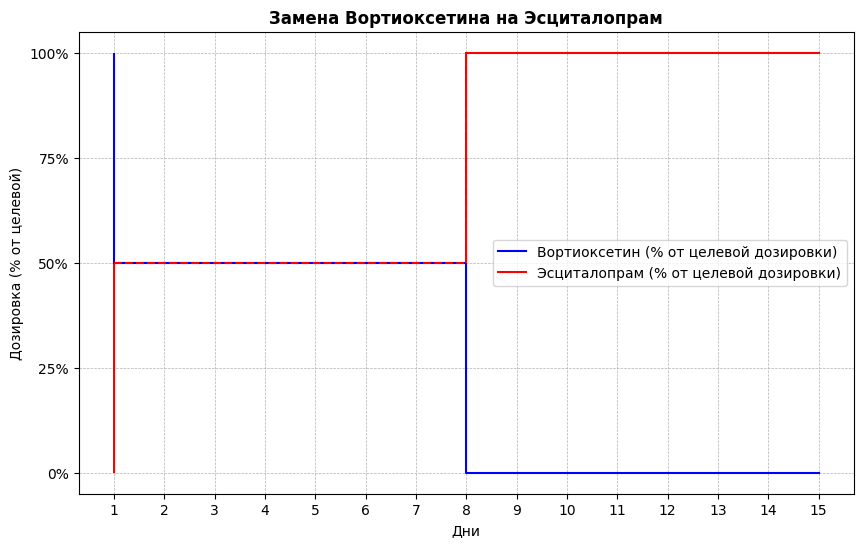 Замена Вортиоксетина на Эсциталопрам
Дозировка (% от целевой)
100%
75%
50%
25%
0%
Вортиоксетин (% от целевой дозировки)
Эсциталопрам (% от целевой дозировки)
1 2 3 4 5 6 7 8 9 10 11 12 13 14 15
Дни